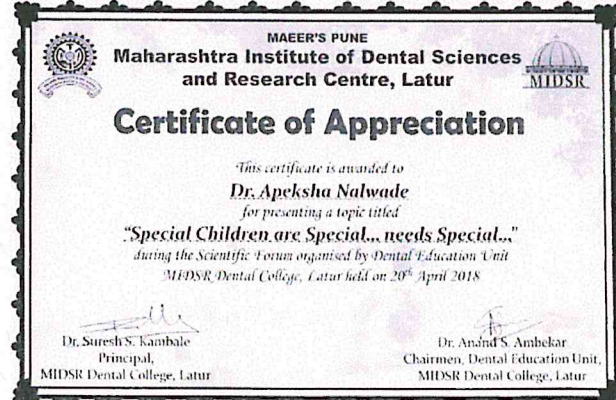 MAEER'S PUNE
Maharashtra Institute of Dental Sciences
and Research Centre, Latur
MIDSR
Certificate of Appreciation
This certificate is awarded to
Dr. Apeksha Nalwade
for presenting a topic titled
"Special Children are Special... needs Special..."
during the Scientific Forum organised by Dental Education Unit
MIDSR Dental College, Latur held on 20th April 2018
Dr. Suresh S. Kambale
Principal,
MIDSR Dental College, Latur
Dr. Anand S. Ambekar
Chairmen, Dental Education Unit,
MIDSR Dental College, Latur